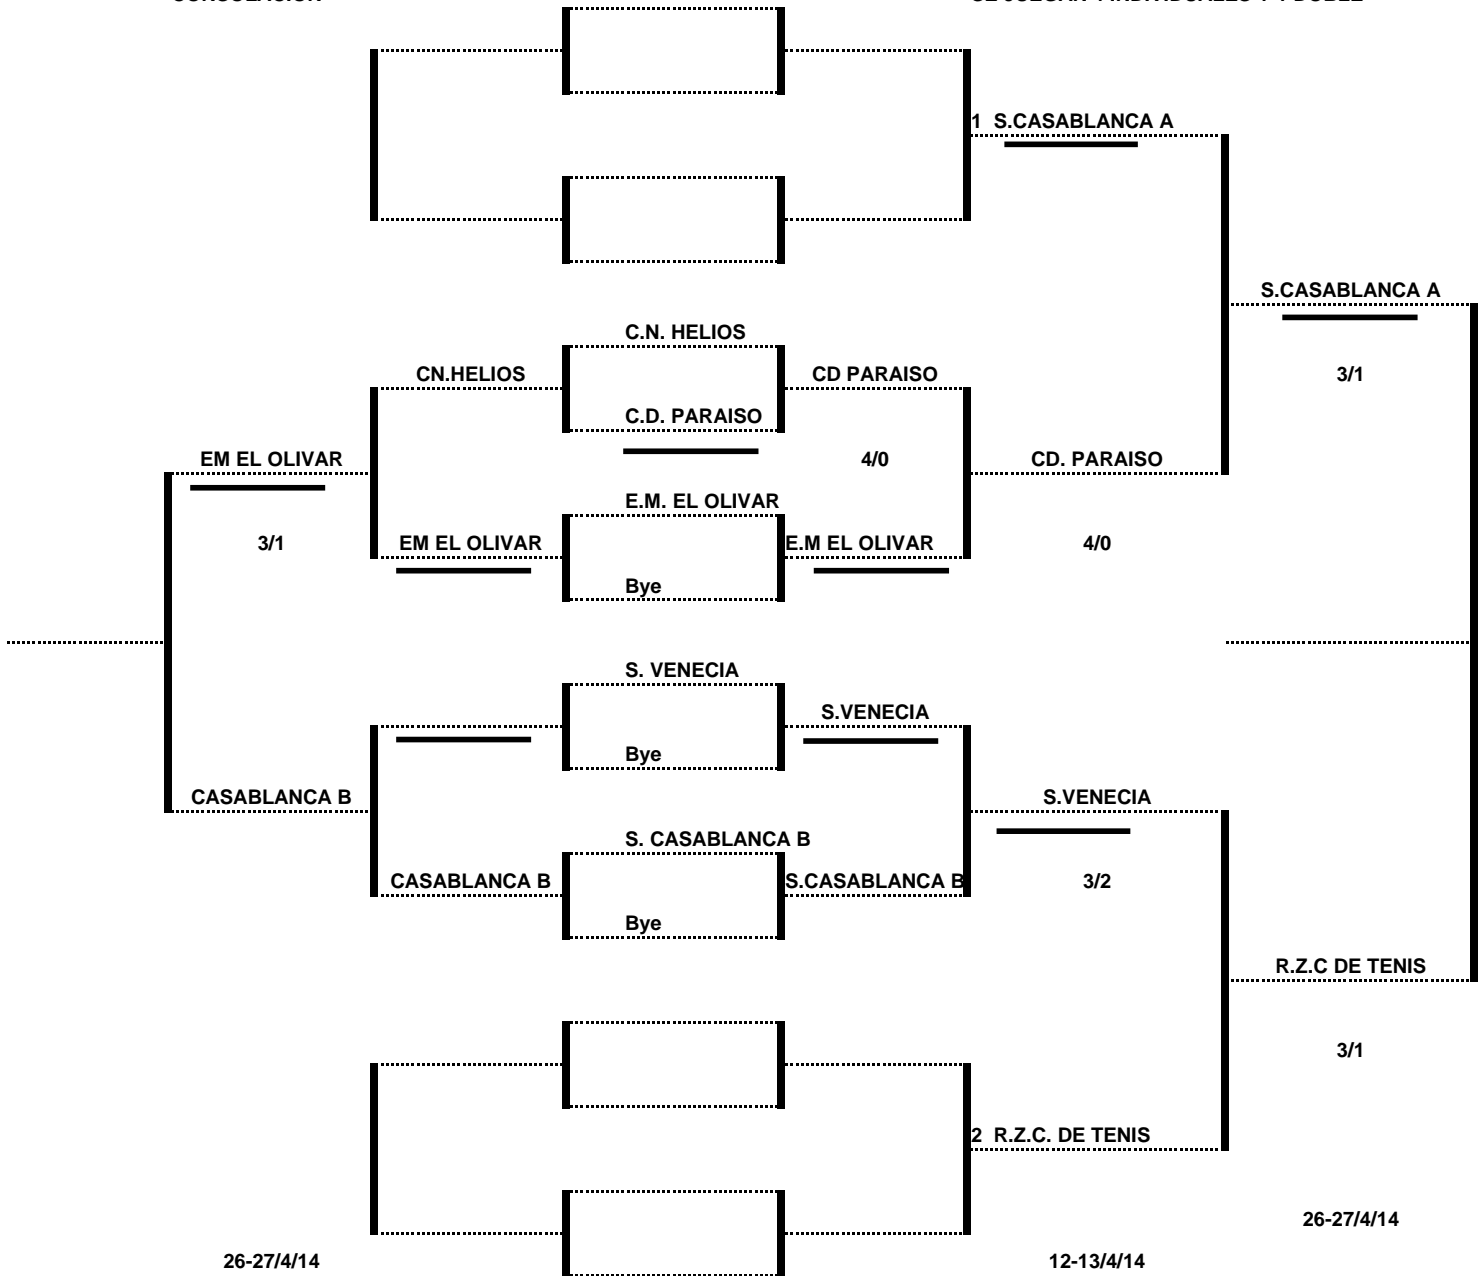 1 S.CASABLANCA A
S.CASABLANCA A
C.N. HELIOS
CN.HELIOS
CD PARAISO
3/1
C.D. PARAISO
EM EL OLIVAR
4/0
CD. PARAISO
E.M. EL OLIVAR
3/1
EM EL OLIVAR
E.M EL OLIVAR
4/0
Bye
S. VENECIA
S.VENECIA
Bye
CASABLANCA B
S.VENECIA
S. CASABLANCA B
CASABLANCA B
S.CASABLANCA B
3/2
Bye
R.Z.C DE TENIS
3/1
2 R.Z.C. DE TENIS
26-27/4/14
26-27/4/14
12-13/4/14